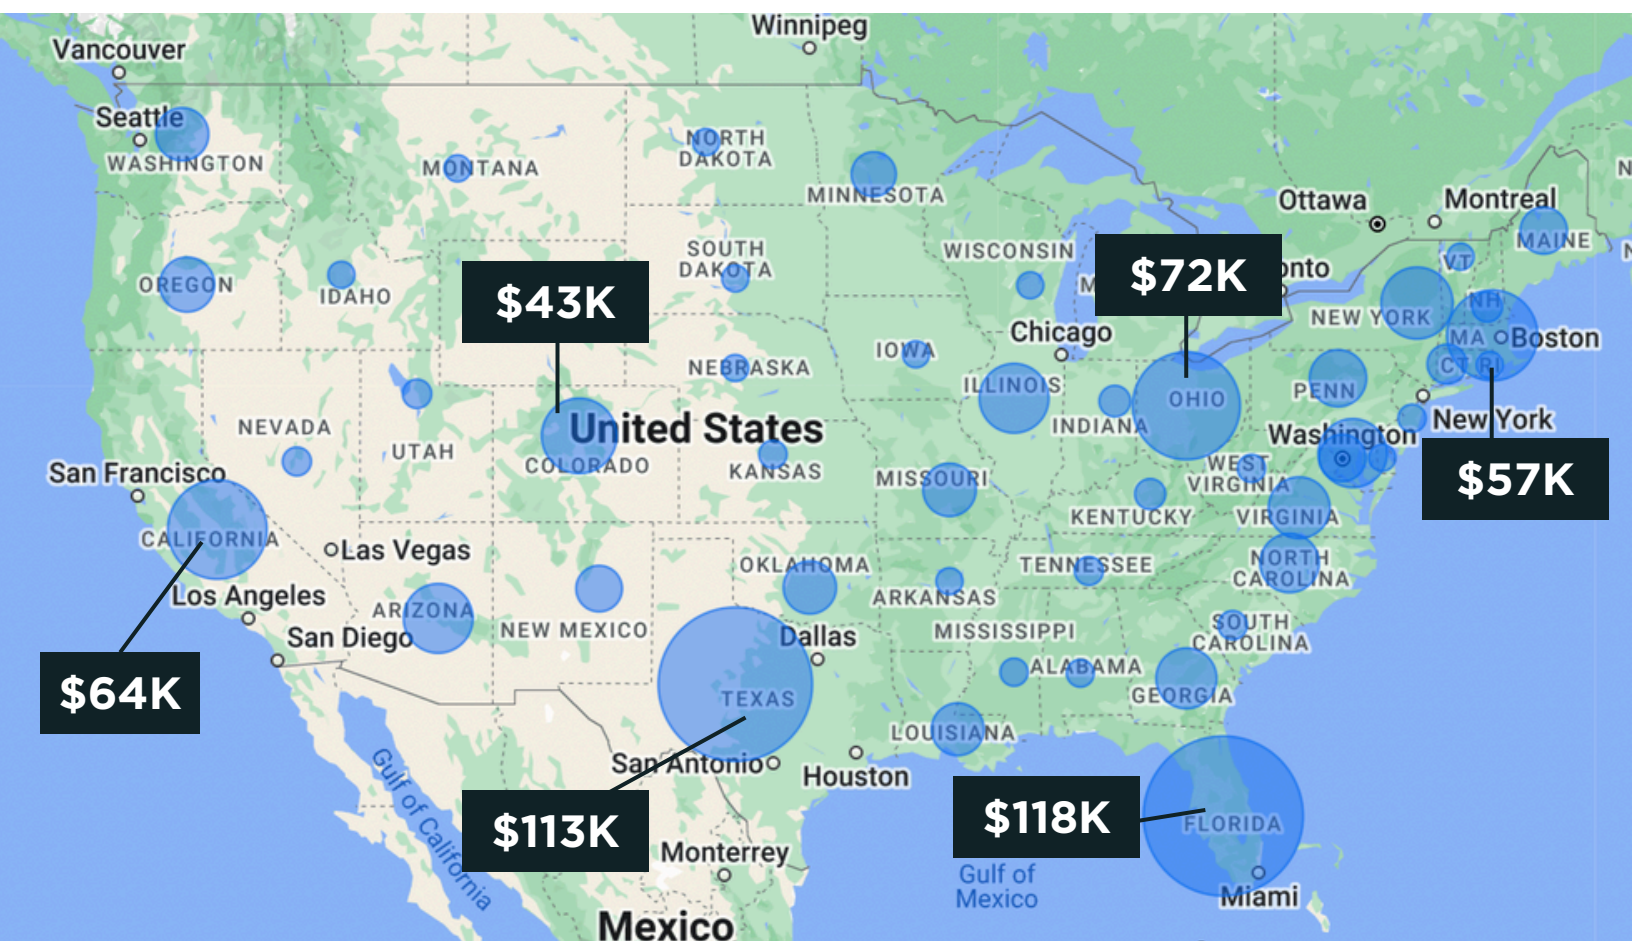 Winnipeg
Vancouver
Seattle
WASHINGTON
MONTANA
NORTH
DAKOTA
MINNESOTA
Ottawa
Montreal
MAINE
VT
OREGON
IDAHO
SOUTH
DAKOTA
WISCONSIN
M
$72K
onto
$43K
NH
NEW YORK
MA
Boston
Chicago
IOWA
NEBRASKA
ILLINOIS
OHIO
PENN
CT
RI
NEVADA
UTAH
United States
COLORADO
KANSAS
INDIANA
Washington
New York
San Francisco
MISSOURI
WEST
VIRGINIA
$57K
KENTUCKY
VIRGINIA
CALIFORNIA
Las Vegas
OKLAHOMA
TENNESSEE
NORTH
CAROLINA
Los Angeles
ARIZONA
ARKANSAS
San Diego
NEW MEXICO
Dallas
MISSISSIPPI
SOUTH
CAROLINA
ALABAMA
$64K
TEXAS
GEORGIA
LOUISIANA
San Antonio
Houston
Gulf of California
$113K
$118K
FLORIDA
Monterrey
Gulf of
Mexico
Miami
Mexico
N
N